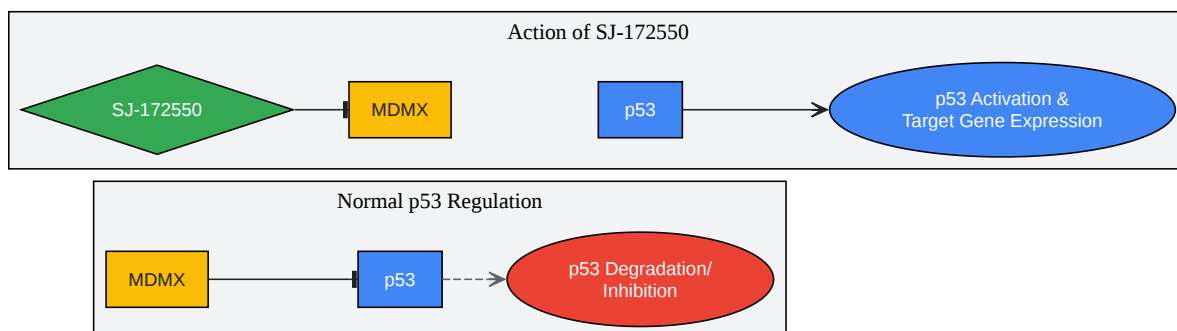 Action of SJ-172550
SJ-172550
MDMX
p53
p53 Activation &
Target Gene Expression
Normal p53 Regulation
MDMX
p53
p53 Degradation/
Inhibition